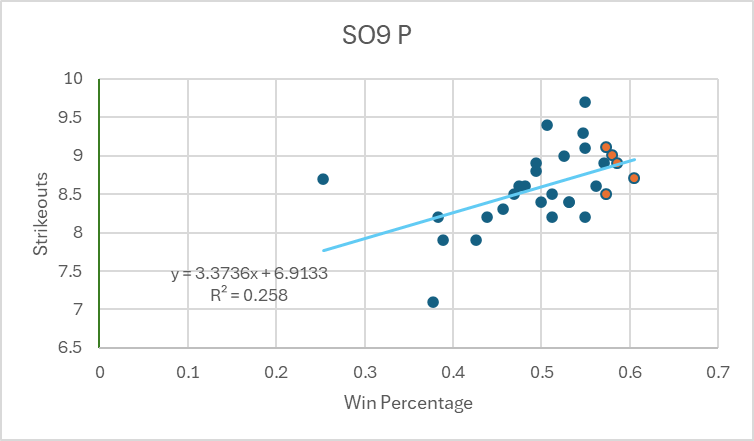 SO9 P
10
9.5
9
8.5
8
7.5
7
6.5
Strikeouts
y = 3.3736x + 6.9133
R² = 0.258
0 0.1 0.2 0.3 0.4 0.5 0.6 0.7
Win Percentage